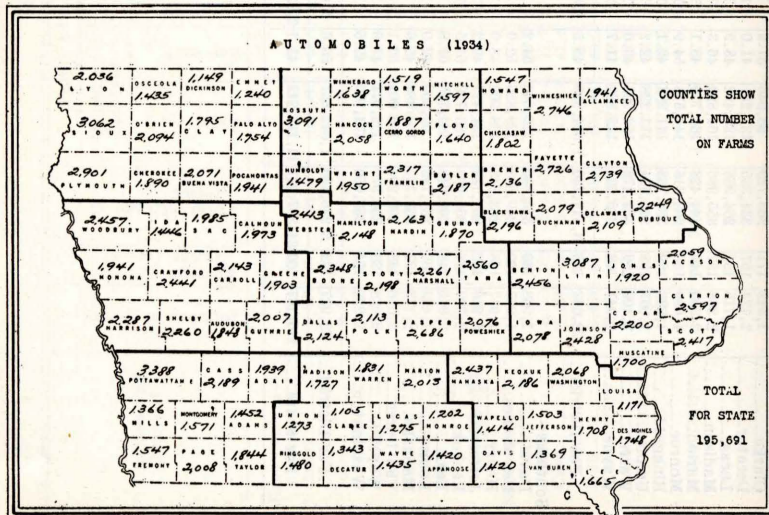 AUTOMOBILES (1934)
COUNTIES SHOW
TOTAL NUMBER
ON FARMS
2,036
LYON
OSCEOLA
1,435
1,149
DICKINSON
EMMET
1,240
KOSSUTH
3,091
WINNEBAGO
1,638
1,519
WORTH
MITCHELL
1,597
1,547
HOWARD
WINNESHIEK
2,746
1,941
ALLAMAKEE
3,062
SIOUX
O'BRIEN
2,094
1,795
CLAY
PALO ALTO
1,754
HANCOCK
2,058
1,887
CERRO GORDO
FLOYD
1,640
CHICKASAW
1,802
2,901
PLYMOUTH
CHEROKEE
1,890
2,071
BUENA VISTA
POCAHONTAS
1,941
HUMBOLDT
1,479
WRIGHT
1,950
2,317
FRANKLIN
BUTLER
2,187
BREMER
2,136
FAYETTE
2,726
CLAYTON
2,739
2,457
WOODBURY
IDA
1,446
1,985
SAC
CALHOUN
1,973
2,413
WEBSTER
HAMILTON
2,148
2,163
HARDIN
1,870
BLACK HAWK
2,196
2,079
BUCHANAN
DELAWARE
2,109
2,249
DUBUQUE
1,941
MONONA
CRAWFORD
2,441
2,143
CARROLL
GREENE
1,903
2,348
BOONE
STORY
2,198
2,261
MARSHALL
2,560
TAMA
BENTON
2,456
3,087
LINN
JONES
1,920
2,059
JACKSON
CLINTON
2,597
2,287
HARRISON
SHELBY
2,260
AUDUBON
1,848
2,007
GUTHRIE
DALLAS
2,124
2,113
POLK
JASPER
2,686
2,076
POWESHIEK
IOWA
2,078
JOHNSON
2,428
CEDAR
2,200
SCOTT
2,417
MUSCATINE
1,700
3,388
POTTAWATTAMIE
CASS
2,189
1,939
ADAIR
MADISON
1,727
1,831
WARREN
MARION
2,013
2,437
MAHASKA
KEOKUK
2,186
2,068
WASHINGTON
LOUISA
1,171
1,366
MILLS
MONTGOMERY
1,571
1,452
ADAMS
UNION
1,273
1,105
CLARKE
LUCAS
1,275
1,202
MONROE
WAPELLO
1,414
1,503
JEFFERSON
HENRY
1,708
DES MOINES
1,748
1,547
FREMONT
PAGE
2,008
1,844
TAYLOR
RINGGOLD
1,480
1,343
DECATUR
WAYNE
1,435
1,420
APPANOOSE
DAVIS
1,420
1,369
VAN BUREN
1,665
TOTAL
FOR STATE
195,691
C